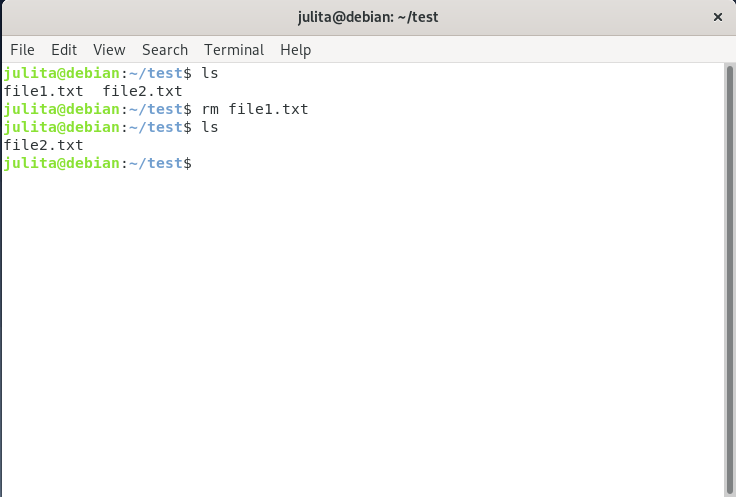 julita@debian: ~/test ×
File Edit View Search Terminal Help
julita@debian:~/test$ ls
file1.txt  file2.txt
julita@debian:~/test$ rm file1.txt
julita@debian:~/test$ ls
file2.txt
julita@debian:~/test$